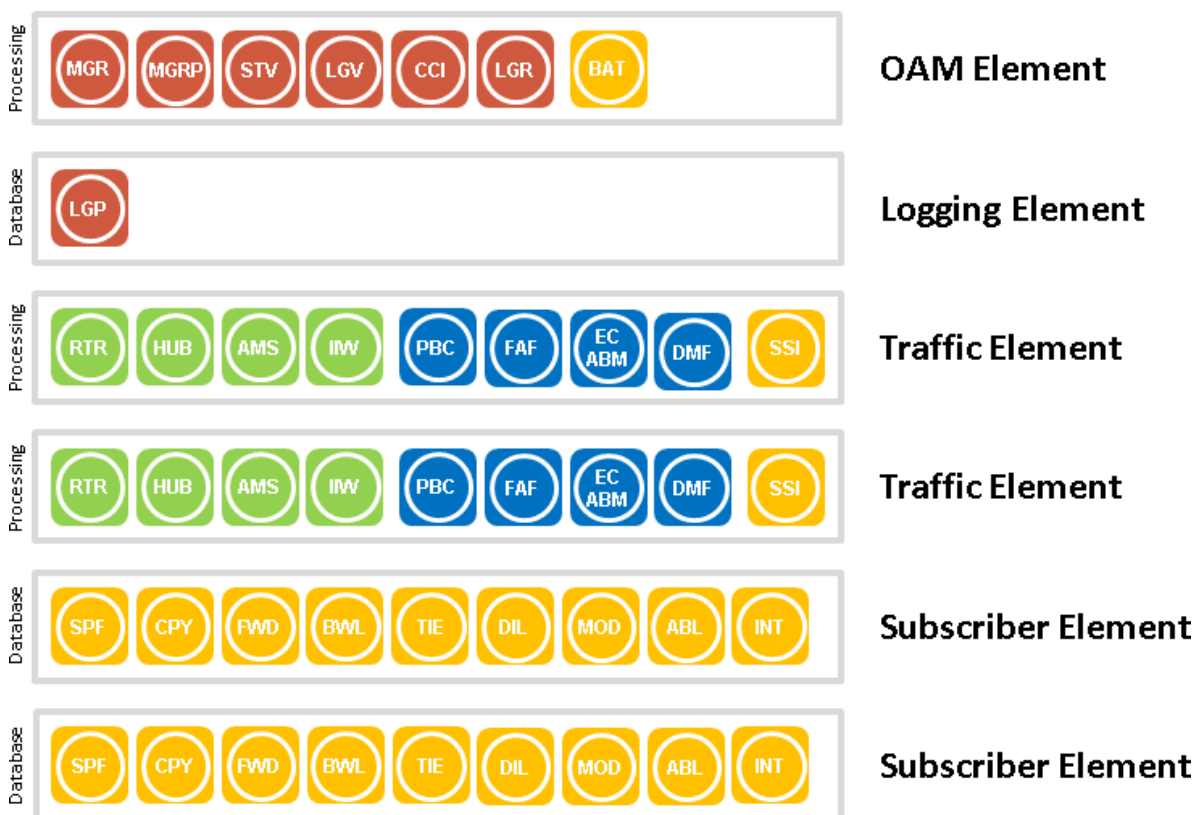 Processing
MGR MGRP STV LGV CCI LGR BAT
OAM Element
Database
LGP
Logging Element
Processing
RTR HUB AMS IIW PBC FAF EC ABM DMF SSI
Traffic Element
Processing
RTR HUB AMS IIW PBC FAF EC ABM DMF SSI
Traffic Element
Database
SPF CPY FWD BWL TIE DIL MOD ABL INT
Subscriber Element
Database
SPF CPY FWD BWL TIE DIL MOD ABL INT
Subscriber Element